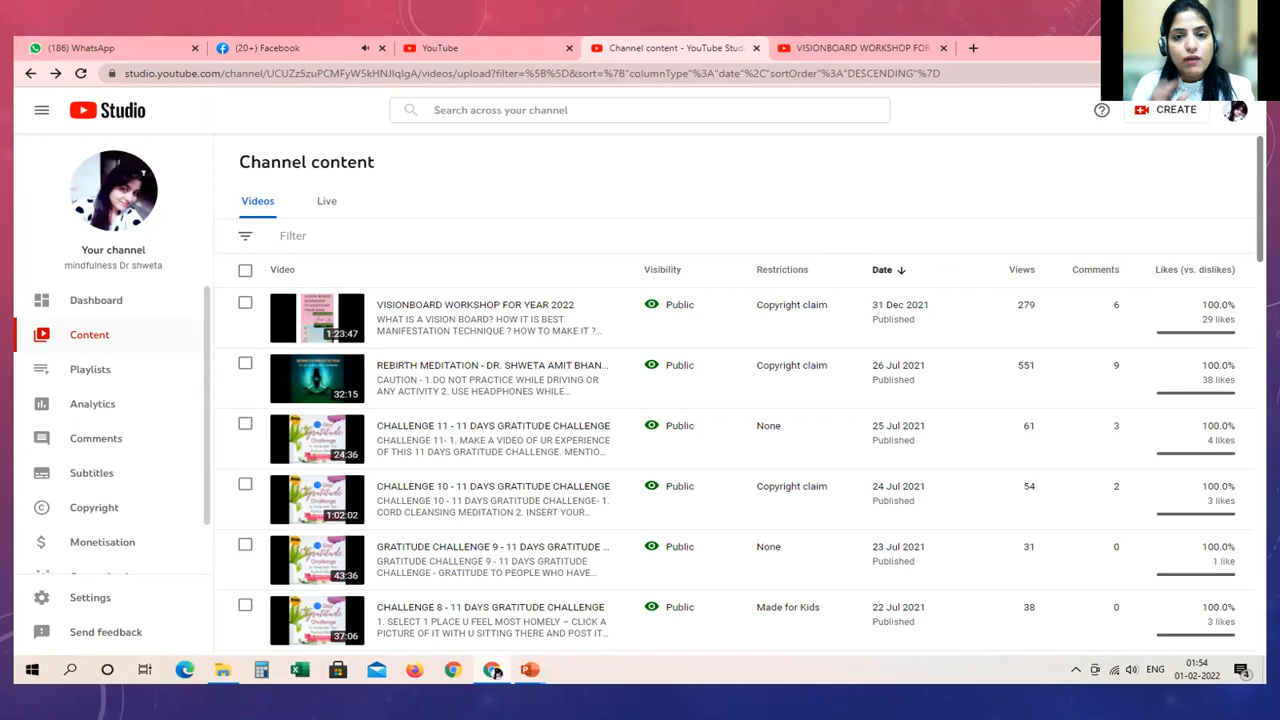 (186) WhatsApp
(20+) Facebook
YouTube
Channel content - YouTube Stud
VISIONBOARD WORKSHOP FOR
studio.youtube.com/channel/UCUZz5zuPCMFyW5kHNJIqIgA/videos/upload?filter=%5B%5D&sort=%7B"columnType"%3A"date"%2C"sortOrder"%3A"DESCENDING"%7D
Studio
Search across your channel
CREATE
Channel content
Videos
Live
Filter
Your channel
mindfulness Dr shweta
Dashboard
Content
Playlists
Analytics
Comments
Subtitles
Copyright
Monetisation
Settings
Send feedback
Video Visibility Restrictions Date Views Comments Likes (vs. dislikes)
VISIONBOARD WORKSHOP FOR YEAR 2022 Public Copyright claim 31 Dec 2021 279 6 100.0%
WHAT IS A VISION BOARD? HOW IT IS BEST Published 29 likes
MANIFESTATION TECHNIQUE ? HOW TO MAKE IT ?...
1:23:47
REBIRTH MEDITATION - DR. SHWETA AMIT BHAN... Public Copyright claim 26 Jul 2021 551 9 100.0%
CAUTION - 1.DO NOT PRACTICE WHILE DRIVING OR Published 38 likes
ANY ACTIVITY 2. USE HEADPHONES WHILE...
32:15
CHALLENGE 11 - 11 DAYS GRATITUDE CHALLENGE Public None 25 Jul 2021 61 3 100.0%
CHALLENGE 11- 1. MAKE A VIDEO OF UR EXPERIENCE Published 4 likes
OF THIS 11 DAYS GRATITUDE CHALLENGE. MENTIO...
24:36
CHALLENGE 10 - 11 DAYS GRATITUDE CHALLENGE Public Copyright claim 24 Jul 2021 54 2 100.0%
CHALLENGE 10 - 11 DAYS GRATITUDE CHALLENGE- 1. Published 3 likes
CORD CLEANSING MEDITATION 2. INSERT YOUR...
1:02:02
GRATITUDE CHALLENGE 9 - 11 DAYS GRATITUDE ... Public None 23 Jul 2021 31 0 100.0%
GRATITUDE CHALLENGE 9 - 11 DAYS GRATITUDE Published 1 like
CHALLENGE - GRATITUDE TO PEOPLE WHO HAVE...
43:36
CHALLENGE 8 - 11 DAYS GRATITUDE CHALLENGE Public Made for Kids 22 Jul 2021 38 0 100.0%
1. SELECT 1 PLACE U FEEL MOST HOMELY – CLICK A Published 3 likes
PICTURE OF IT WITH U SITTING THERE AND POST IT...
37:06
ENG
01:54
01-02-2022
4